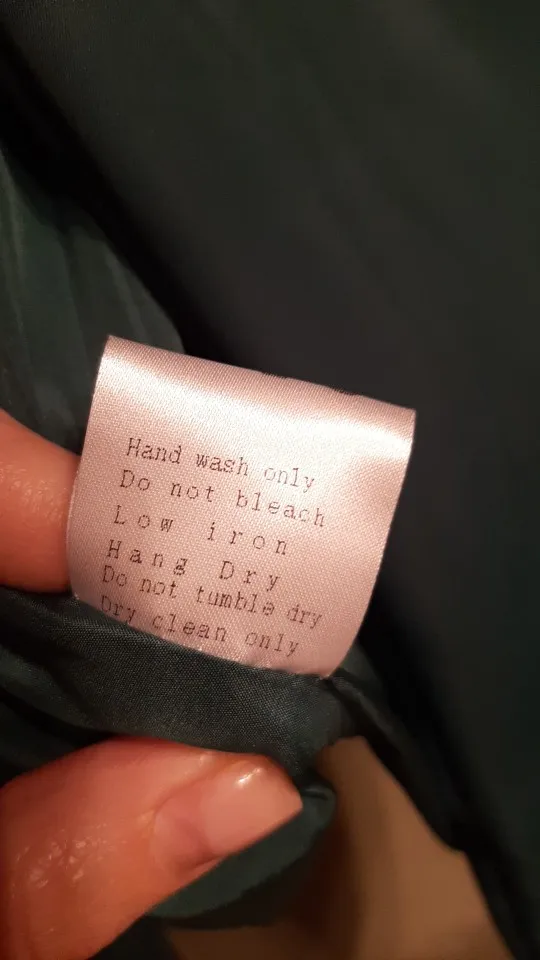 Hand wash only
Do not bleach
Low iron
Hang Dry
Do not tumble dry
Dry clean only